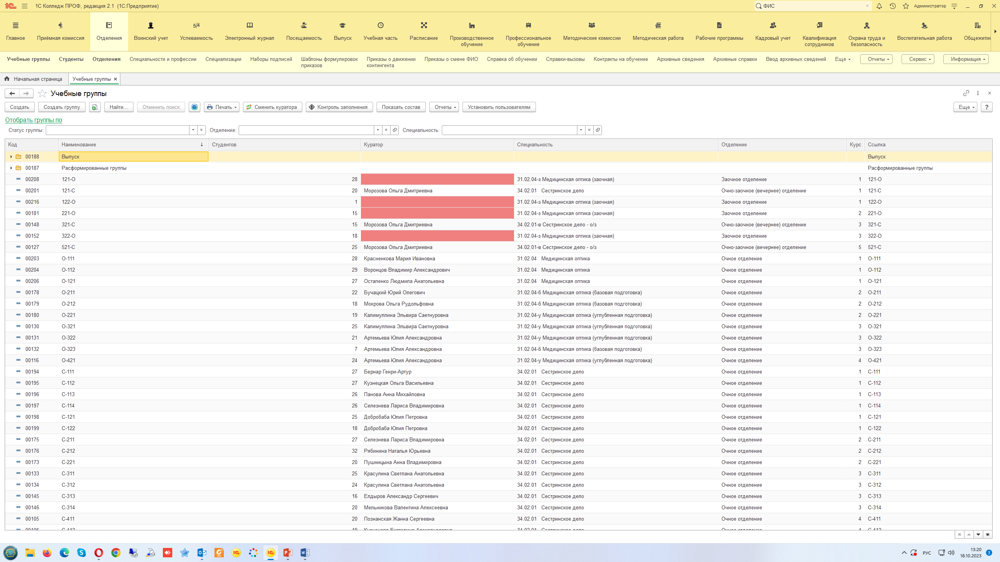 1С Колледж ПРОФ, редакция 2.1 (1С:Предприятие) ФИС × Администратор
Главное Приёмная комиссия Отделения Воинский учет 5/4 Успеваемость Электронный журнал Посещаемость Выпуск Учебная часть Расписание Производственное обучение Профессиональное обучение Методические комиссии Методическая работа Рабочие программы Кадровый учет Квалификация сотрудников Охрана труда и безопасность Воспитательная работа Общежитие
Учебные группы Студенты Отделения Специальности и профессии Специализации Наборы подписей Шаблоны формулировок приказов Приказы о движении контингента Приказы о смене ФИО Справка об обучении Справки-вызовы Контракты на обучение Архивные сведения Архивные справки Ввод архивных сведений Еще Отчеты Сервис Информация
Начальная страница Учебные группы ×
Учебные группы
Создать Создать группу Найти... Отменить поиск Печать Сменить куратора Контроль заполнения Показать состав Отчеты Установить пользователям Еще ?
Отобрать группы по
Статус группы: Отделение: Специальность:
Код Наименование ↓ Студентов Куратор Специальность Отделение Курс Ссылка
00188 Выпуск Выпуск
00187 Расформированные группы Расформированные группы
00208 121-О 28 31.02.04-з Медицинская оптика (заочная) Заочное отделение 1 121-О
00201 121-С 20 Морозова Ольга Дмитриевна 34.02.01 Сестринское дело Очно-заочное (вечернее) отделение 1 121-С
00216 122-О 1 31.02.04-з Медицинская оптика (заочная) Заочное отделение 1 122-О
00181 221-О 15 31.02.04-з Медицинская оптика (заочная) Заочное отделение 2 221-О
00148 321-С 15 Морозова Ольга Дмитриевна 34.02.01-в Сестринское дело - о/з Очно-заочное (вечернее) отделение 3 321-С
00152 322-О 18 31.02.04-з Медицинская оптика (заочная) Заочное отделение 3 322-О
00127 521-С 25 Морозова Ольга Дмитриевна 34.02.01-в Сестринское дело - о/з Очно-заочное (вечернее) отделение 5 521-С
00203 О-111 28 Красненкова Мария Ивановна 31.02.04 Медицинская оптика Очное отделение 1 О-111
00204 О-112 29 Воронцов Владимир Александрович 31.02.04 Медицинская оптика Очное отделение 1 О-112
00206 О-121 27 Остапенко Людмила Анатольевна 31.02.04 Медицинская оптика Очное отделение 1 О-121
00178 О-211 22 Бучацкий Юрий Олегович 31.02.04-б Медицинская оптика (базовая подготовка) Очное отделение 2 О-211
00179 О-212 18 Мокрова Ольга Рудольфовна 31.02.04-б Медицинская оптика (базовая подготовка) Очное отделение 2 О-212
00180 О-221 19 Калимуллина Эльвира Саетнуровна 31.02.04-у Медицинская оптика (углубленная подготовка) Очное отделение 2 О-221
00130 О-321 25 Калимуллина Эльвира Саетнуровна 31.02.04-у Медицинская оптика (углубленная подготовка) Очное отделение 3 О-321
00131 О-322 21 Артемьева Юлия Александровна 31.02.04-у Медицинская оптика (углубленная подготовка) Очное отделение 3 О-322
00132 О-323 7 Артемьева Юлия Александровна 31.02.04-б Медицинская оптика (базовая подготовка) Очное отделение 3 О-323
00116 О-421 24 Артемьева Юлия Александровна 31.02.04-у Медицинская оптика (углубленная подготовка) Очное отделение 4 О-421
00194 С-111 27 Бернар Генри-Артур 34.02.01 Сестринское дело Очное отделение 1 С-111
00195 С-112 27 Кузнецкая Ольга Васильевна 34.02.01 Сестринское дело Очное отделение 1 С-112
00196 С-113 26 Панова Анна Михайловна 34.02.01 Сестринское дело Очное отделение 1 С-113
00197 С-114 26 Селезнева Лариса Владимировна 34.02.01 Сестринское дело Очное отделение 1 С-114
00198 С-121 25 Добробаба Юлия Петровна 34.02.01 Сестринское дело Очное отделение 1 С-121
00199 С-122 18 Добробаба Юлия Петровна 34.02.01 Сестринское дело Очное отделение 1 С-122
00175 С-211 27 Селезнева Лариса Владимировна 34.02.01 Сестринское дело Очное отделение 2 С-211
00176 С-212 32 Рябинина Наталья Юрьевна 34.02.01 Сестринское дело Очное отделение 2 С-212
00173 С-221 20 Пушницына Анна Владимировна 34.02.01 Сестринское дело Очное отделение 2 С-221
00133 С-311 25 Красулина Светлана Анатольевна 34.02.01 Сестринское дело Очное отделение 3 С-311
00134 С-312 24 Красулина Светлана Анатольевна 34.02.01 Сестринское дело Очное отделение 3 С-312
00145 С-313 16 Елдыров Александр Сергеевич 34.02.01 Сестринское дело Очное отделение 3 С-313
00146 С-314 20 Мельникова Валентина Алексеевна 34.02.01 Сестринское дело Очное отделение 3 С-314
00105 С-411 20 Познанская Жанна Сергеевна 34.02.01 Сестринское дело Очное отделение 4 С-411
РУС 13:20 3
18.10.2023